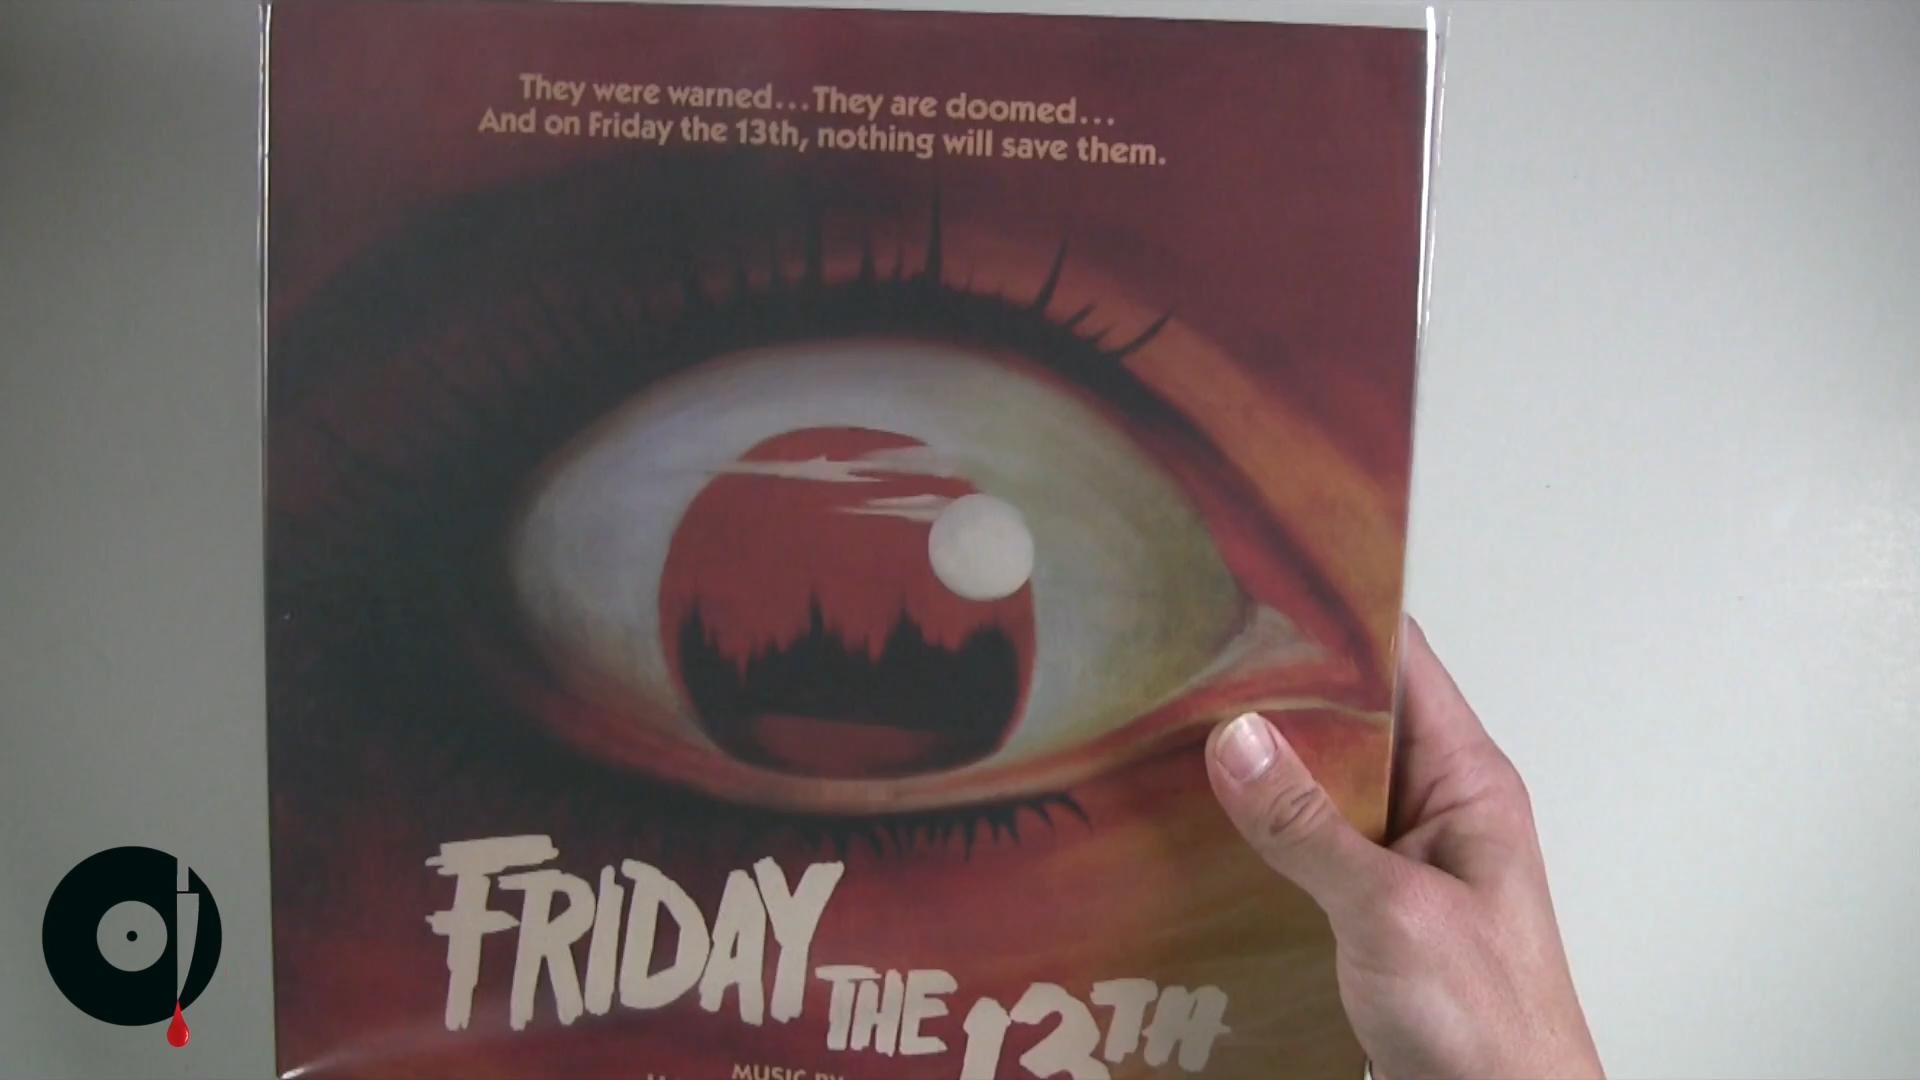 They were warned...They are doomed...
And on Friday the 13th, nothing will save them.
FRIDAY
THE 13TH
MUSIC BY